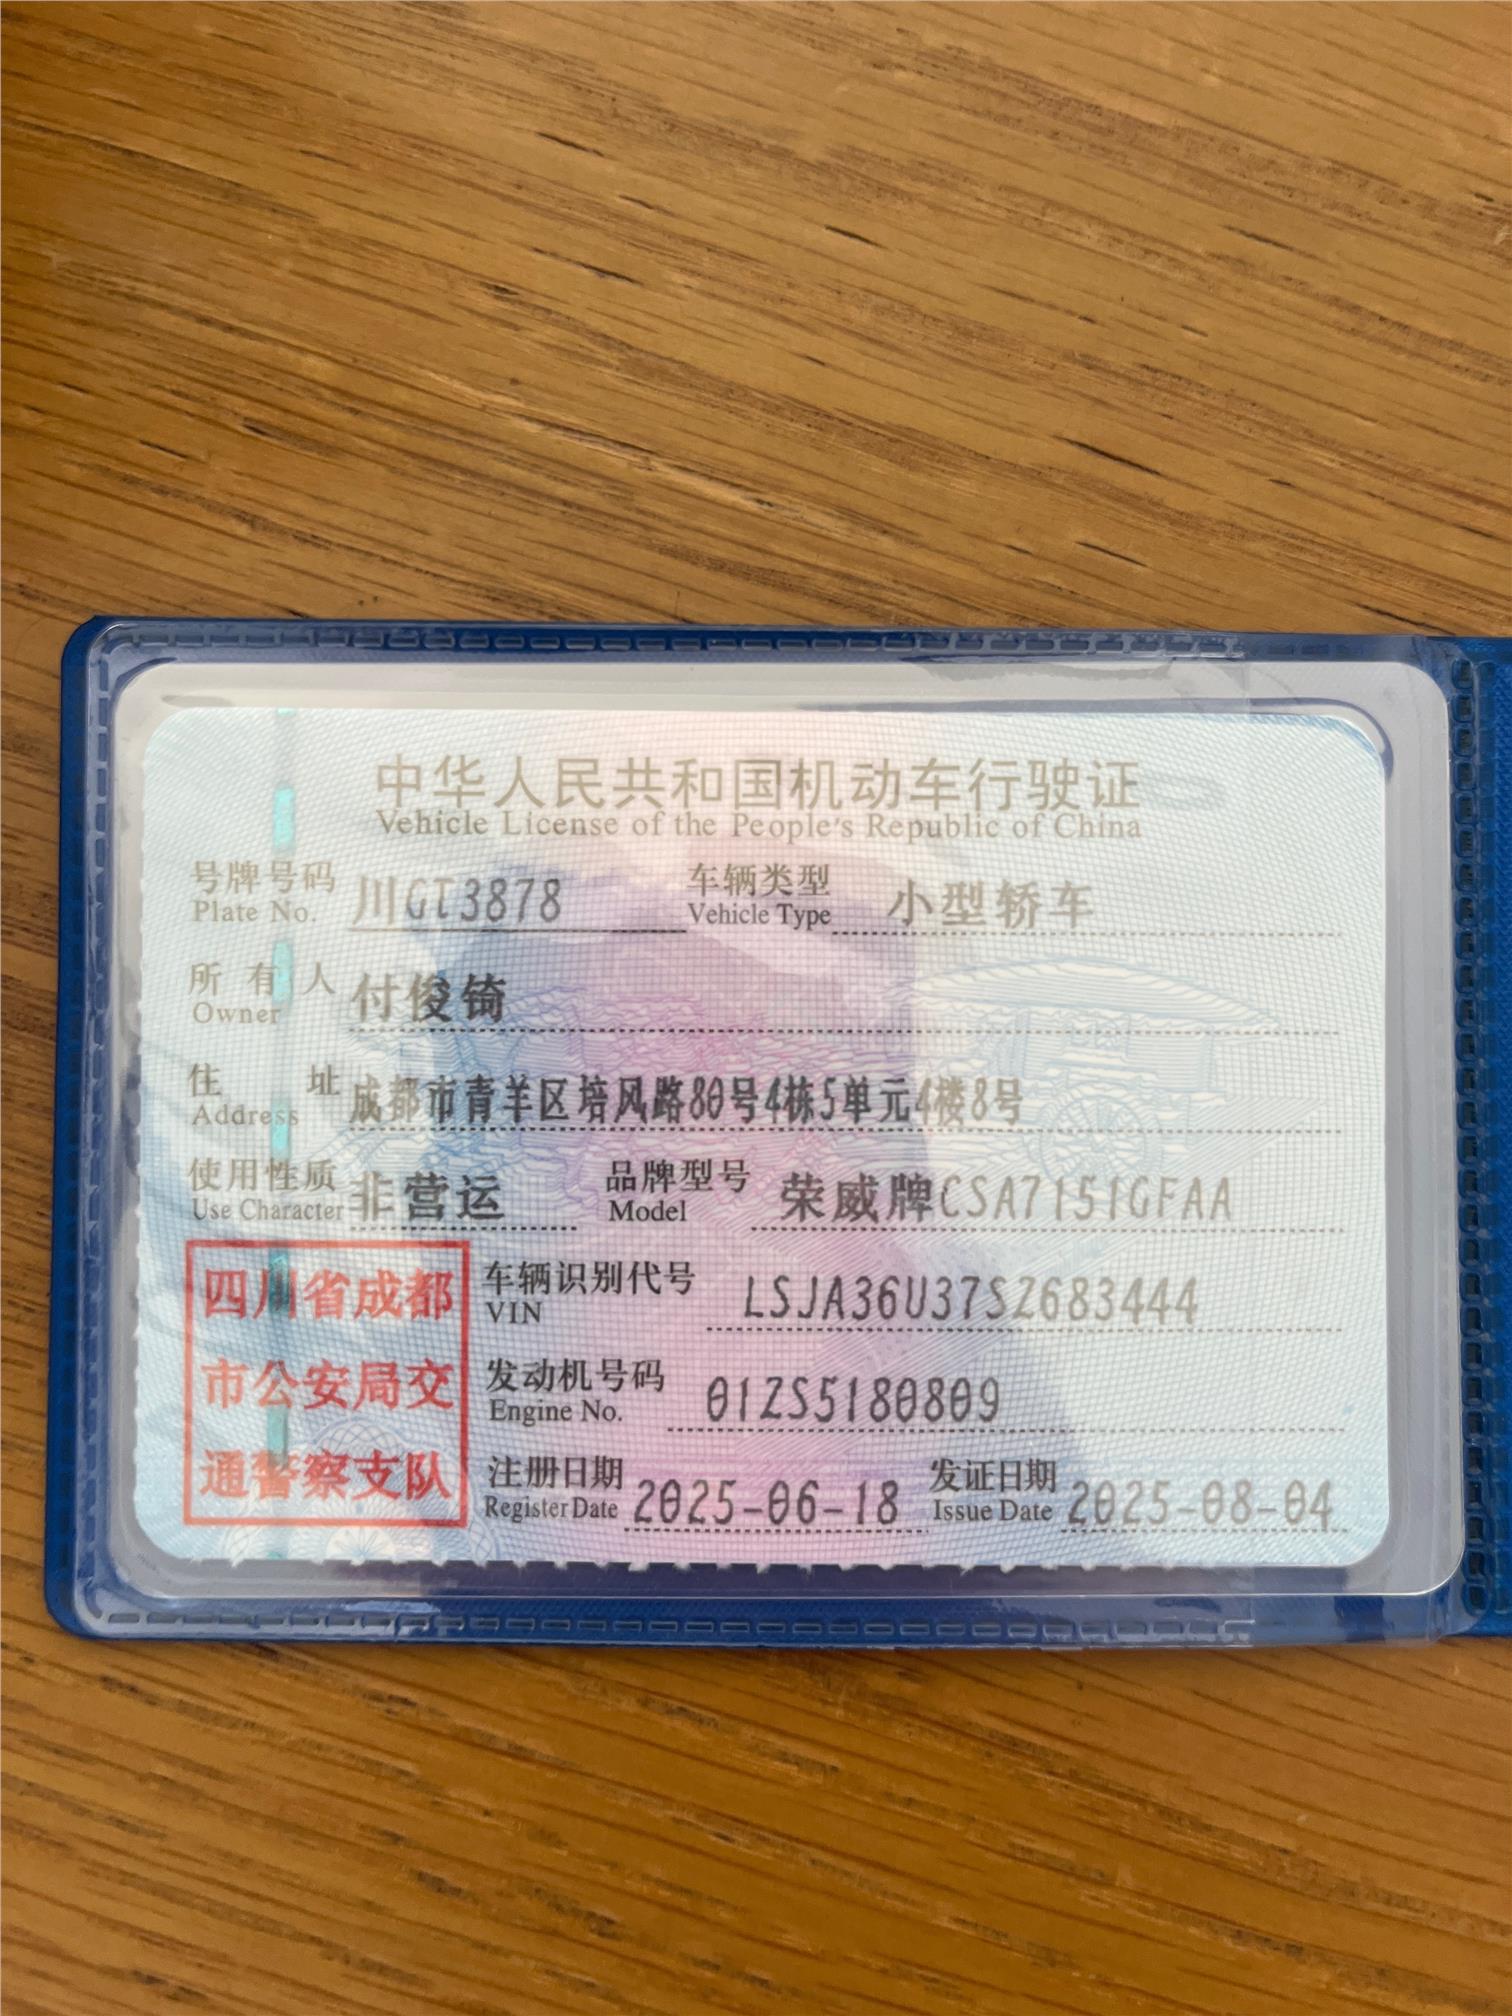 中华人民共和国机动车行驶证
Vehicle License of the People's Republic of China
号牌号码 川GT3878 车辆类型 小型轿车
Plate No. Vehicle Type
所有人 付俊锜
Owner
住址 成都市青羊区培风路80号4栋5单元4楼8号
Address
使用性质 非营运 品牌型号 荣威牌CSA7151GFAA
Use Character Model
四川省成都
市公安局交
通警察支队
车辆识别代号 LSJA36U37SZ683444
VIN
发动机号码 01ZS5180809
Engine No.
注册日期 2025-06-18 发证日期 2025-08-04
Register Date Issue Date